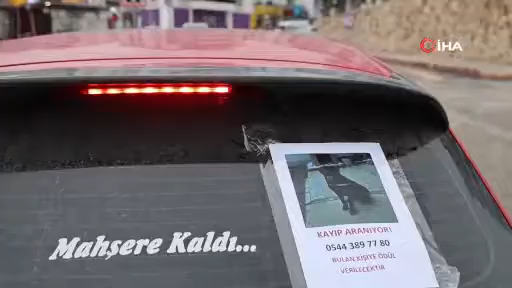 İHA
Mahşere Kaldı...
KAYIP ARANIYOR!
0544 389 77 80
BULAN KİŞİYE ÖDÜL
VERİLECEKTİR